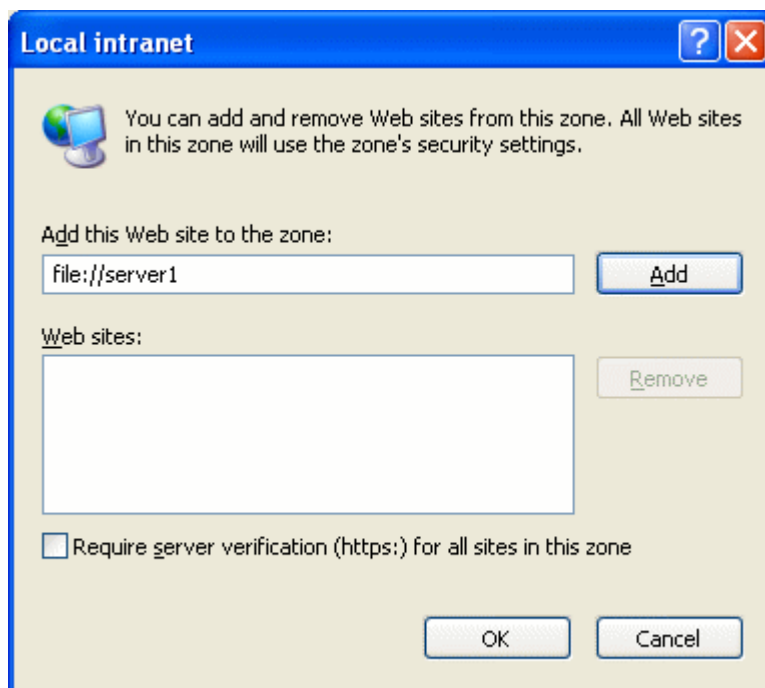 Local intranet
You can add and remove Web sites from this zone. All Web sites
in this zone will use the zone's security settings.
Add this Web site to the zone:
file://server1
Add
Web sites:
Remove
Require server verification (https:) for all sites in this zone
OK
Cancel